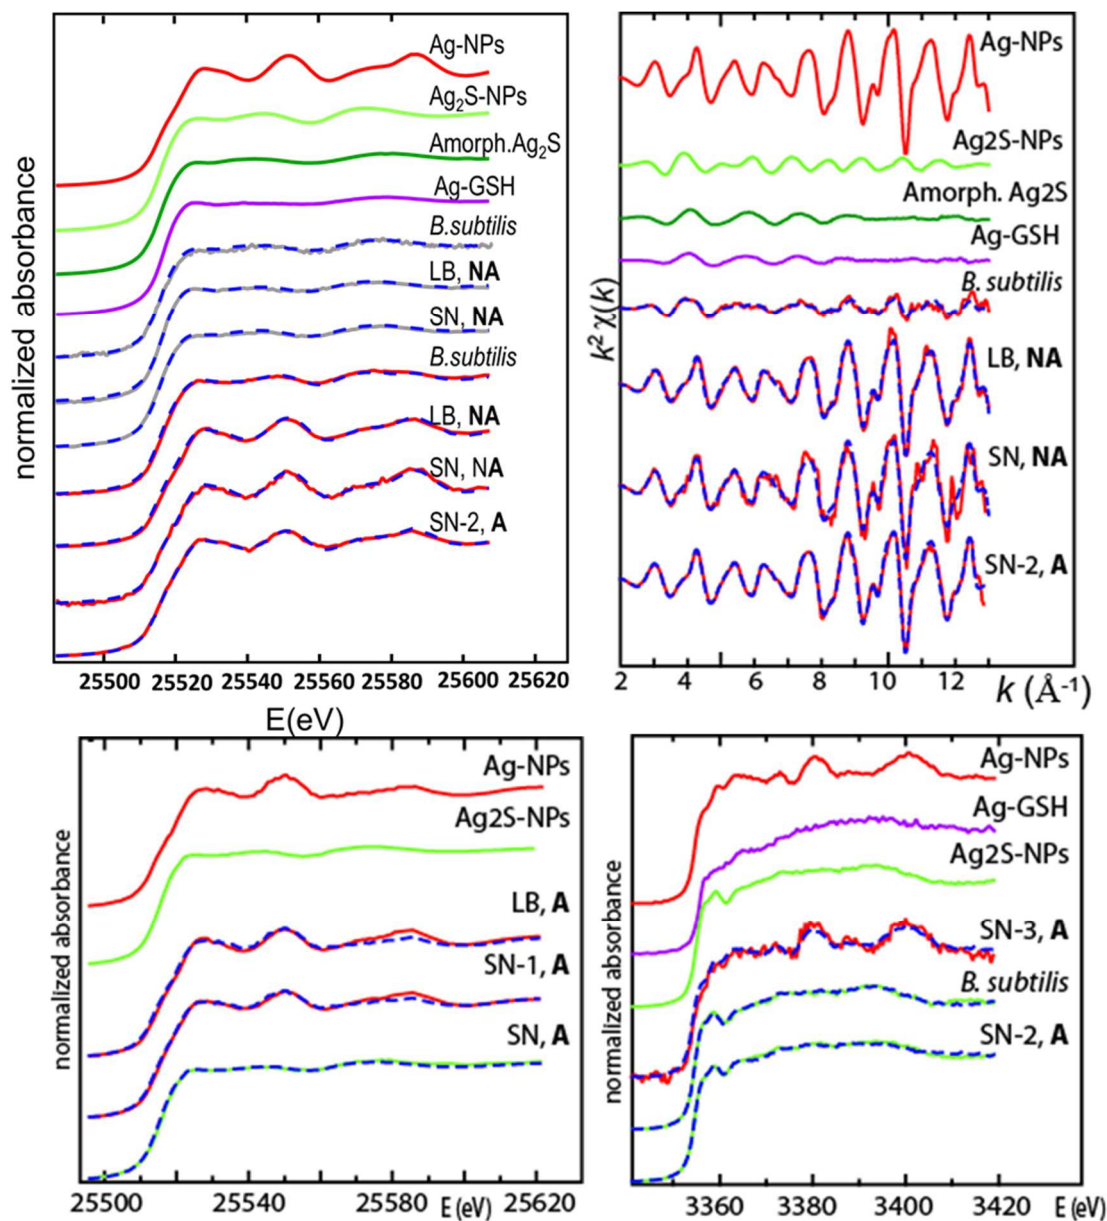 Ag-NPs
Ag₂S-NPs
Amorph.Ag₂S
Ag-GSH
B.subtilis
LB, NA
SN, NA
B.subtilis
LB, NA
SN, NA
SN-2, A
normalized absorbance
25500 25520 25540 25560 25580 25600 25620
E(eV)
Ag-NPs
Ag2S-NPs
Amorph. Ag2S
Ag-GSH
B. subtilis
LB, NA
SN, NA
SN-2, A
k² χ(k)
2 4 6 8 10 12
k (Å⁻¹)
Ag-NPs
Ag2S-NPs
LB, A
SN-1, A
SN, A
normalized absorbance
25500 25540 25580 E (eV) 25620
Ag-NPs
Ag-GSH
Ag2S-NPs
SN-3, A
B. subtilis
SN-2, A
normalized absorbance
3360 3380 3400 3420 E (eV)